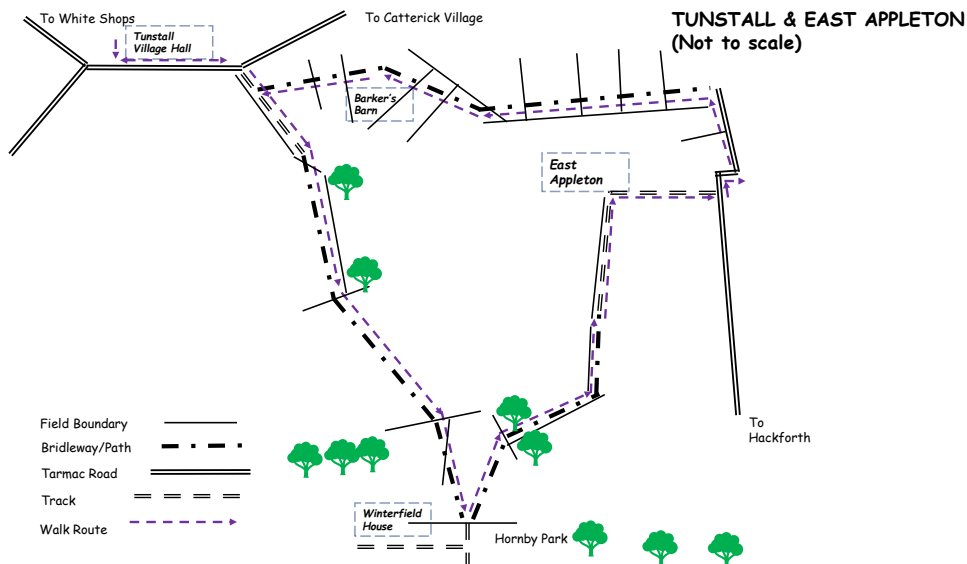 TUNSTALL & EAST APPLETON
(Not to scale)
To White Shops
To Catterick Village
Tunstall
Village Hall
Barker's
Barn
East
Appleton
To
Hackforth
Field Boundary
Bridleway/Path
Tarmac Road
Track
Walk Route
Winterfield
House
Hornby Park